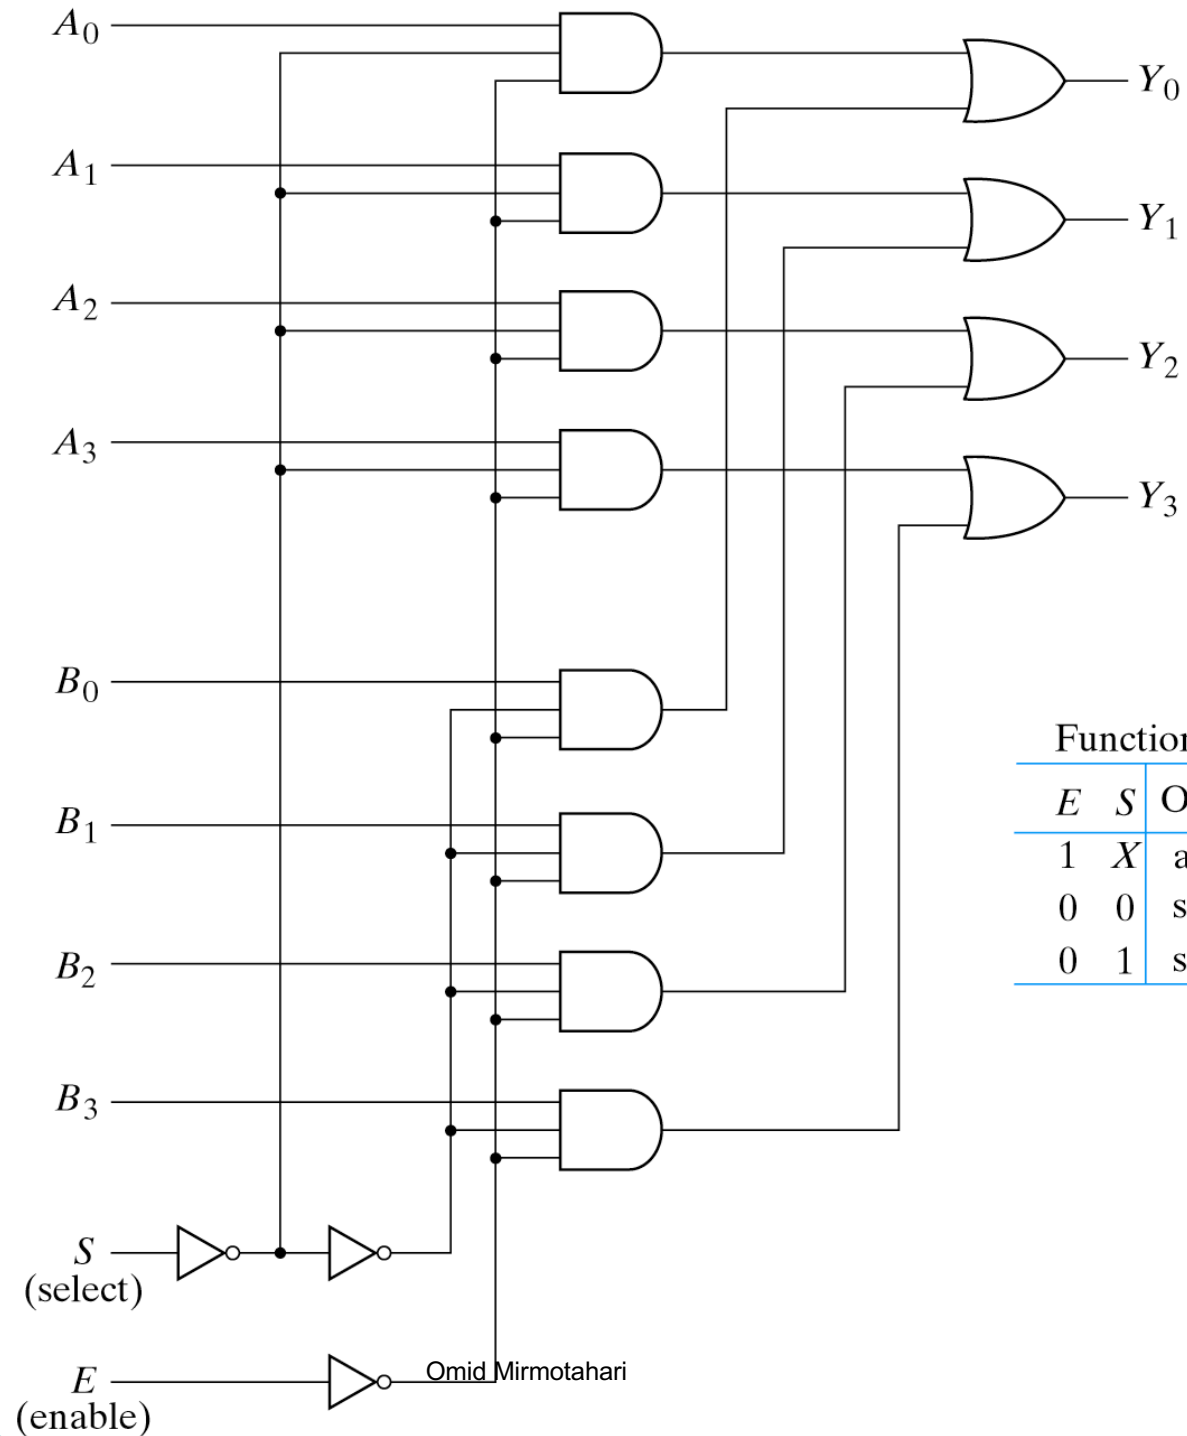 A0
Y0
A1
Y1
A2
Y2
A3
Y3
B0
Function
E S O
1 X a
0 0 s
0 1 s
B1
B2
B3
S
(select)
E
(enable)
Omid Mirmotahari